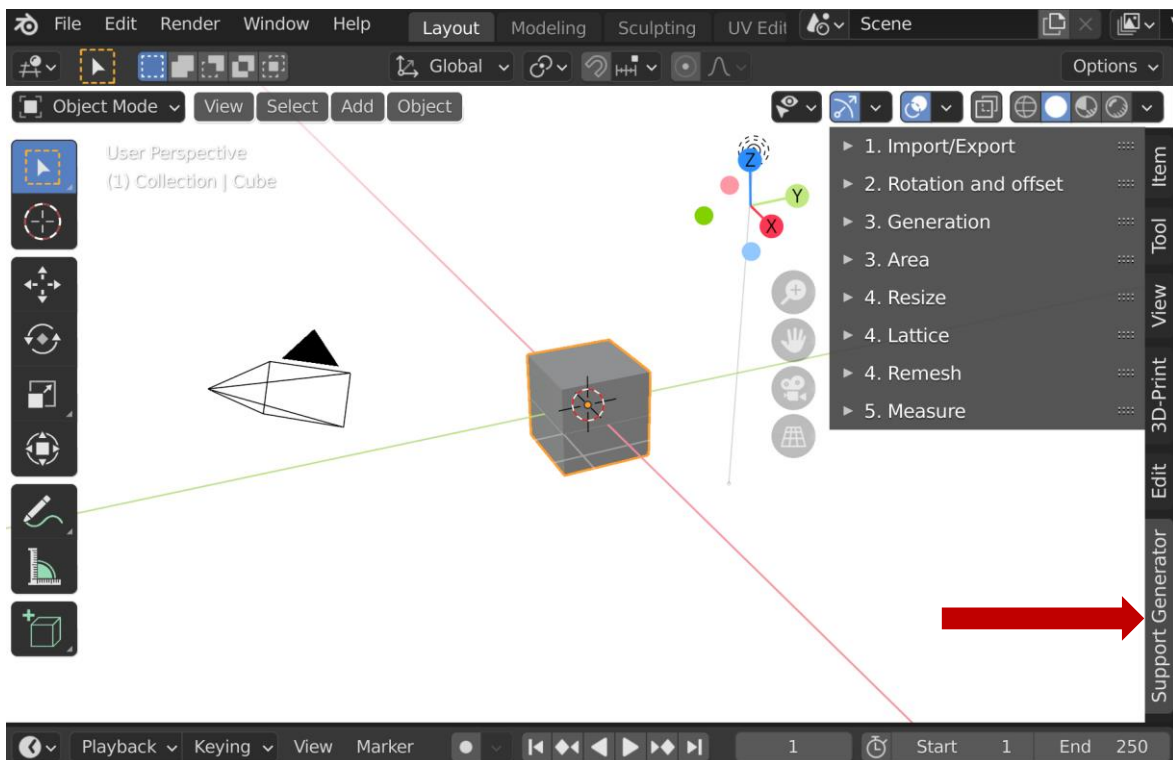 File Edit Render Window Help Layout Modeling Sculpting UV Edit Scene
Global Options
Object Mode View Select Add Object
User Perspective
(1) Collection | Cube
Z
Y
X
1. Import/Export
2. Rotation and offset
3. Generation
3. Area
4. Resize
4. Lattice
4. Remesh
5. Measure
Item
Tool
View
3D-Print
Edit
Support Generator
Playback Keying View Marker 1 Start 1 End 250